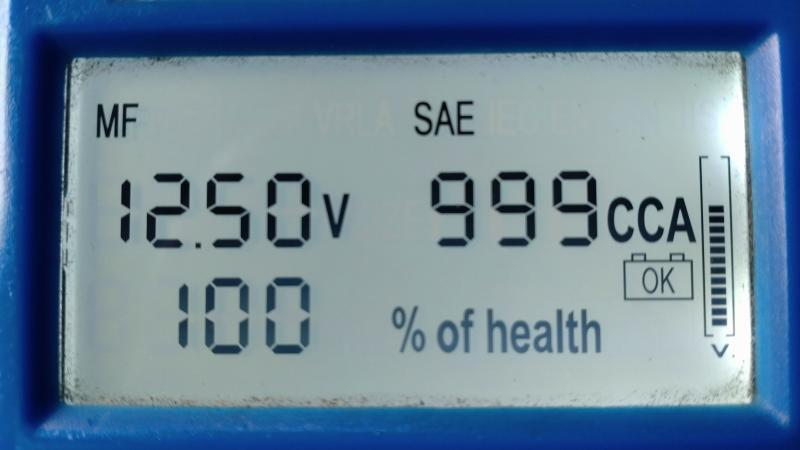 MF SAE
12.50V 999CCA
OK
100 % of health